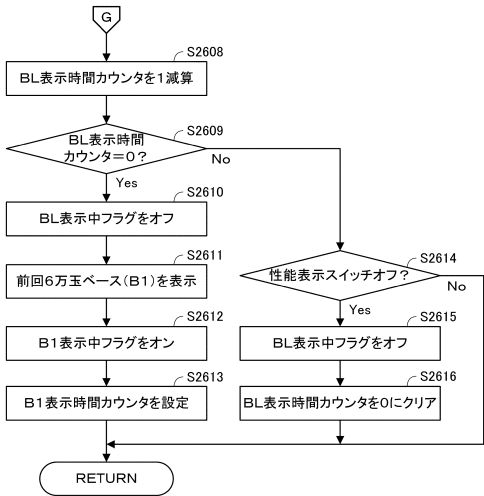 G
S2608
BL表示時間カウンタを1減算
S2609
BL表示時間
カウンタ=0?
No
Yes
S2610
BL表示中フラグをオフ
S2611
前回6万玉ベース(B1)を表示
S2612
B1表示中フラグをオン
S2613
B1表示時間カウンタを設定
S2614
性能表示スイッチオフ?
No
Yes
S2615
BL表示中フラグをオフ
S2616
BL表示時間カウンタを0にクリア
RETURN